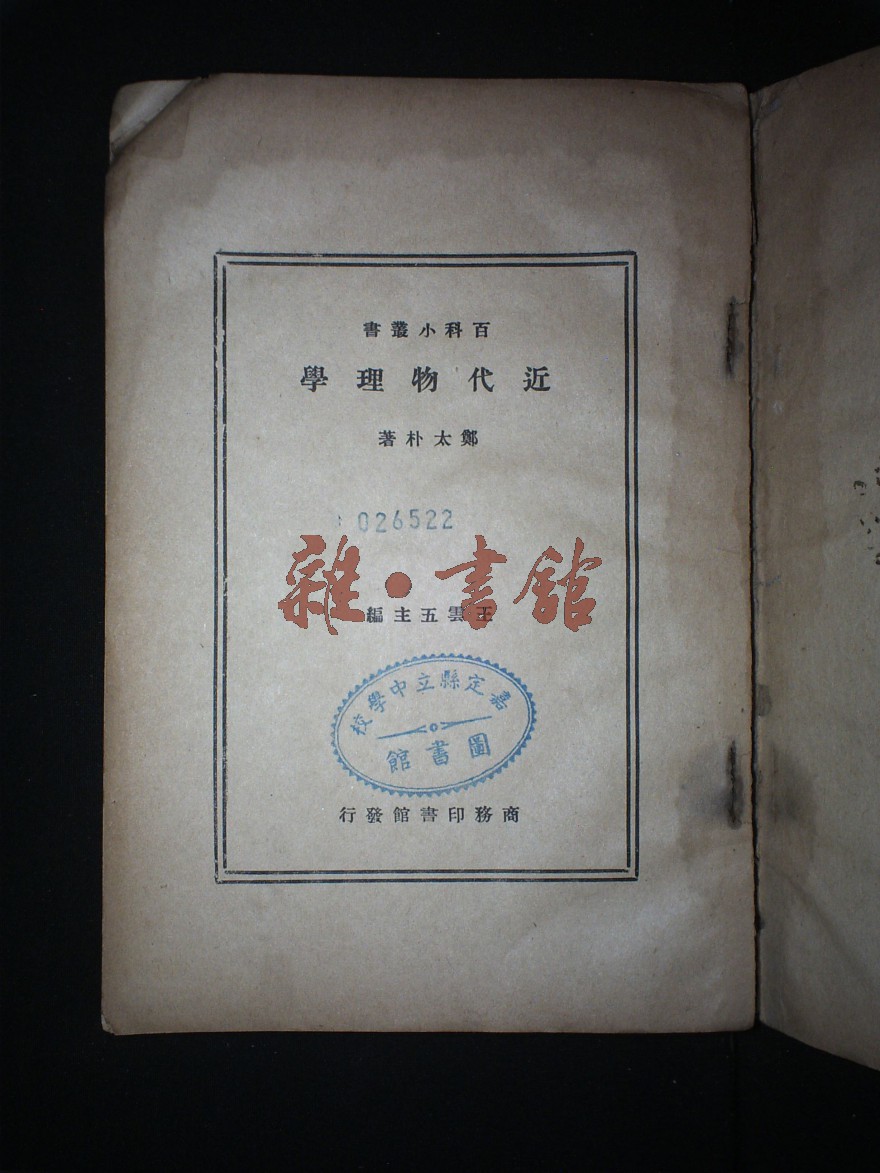 百科小叢書
近代物理學
鄭太朴著
026522
雜·書館
王雲五主編
嘉定縣立中學校
圖書館
商務印書館發行